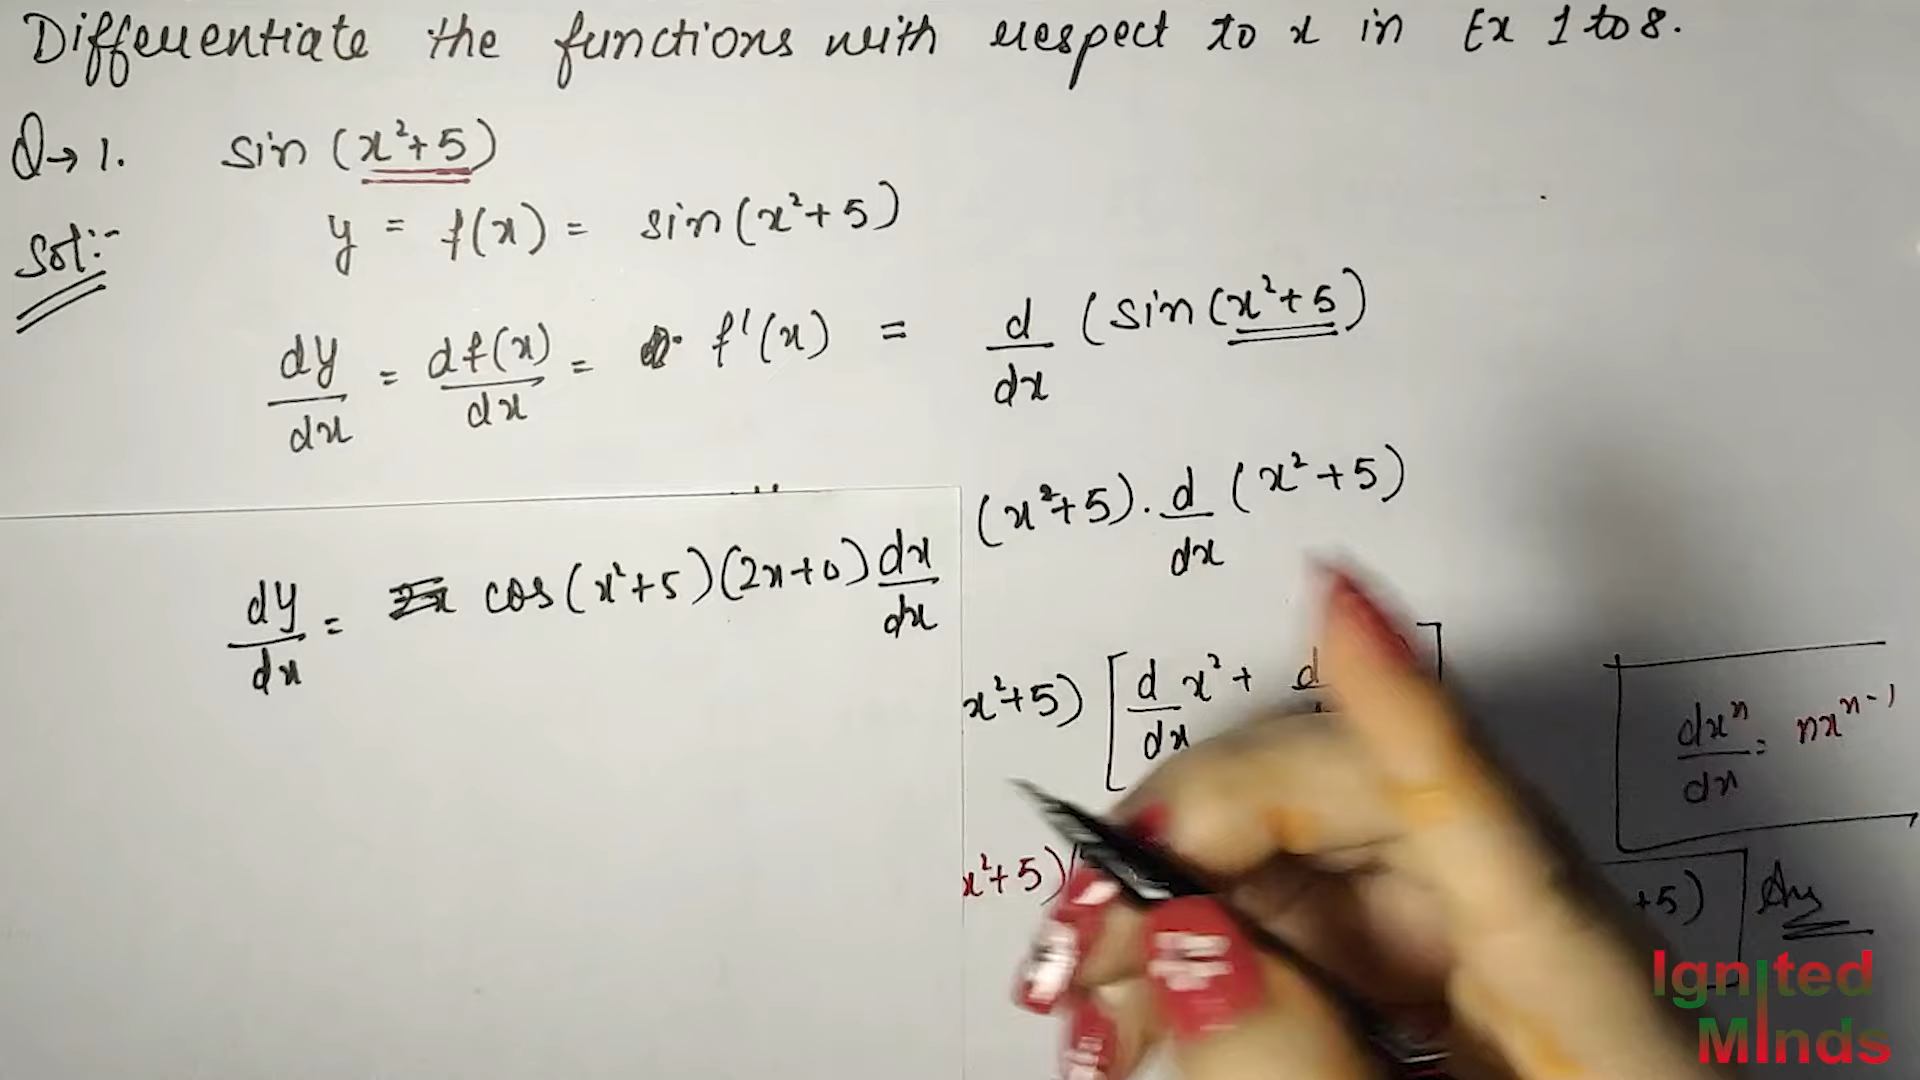 Differentiate the functions with respect to x in Ex 1 to 8.
Q→ 1. sin (x²+5)
Sol:- y = f(x) = sin (x²+5)
dy/dx = df(x)/dx = f'(x) = d/dx (sin (x²+5)
(x²+5) . d/dx (x²+5)
dy/dx = cos (x²+5) (2x+0) dx/dx
x²+5) [d/dx x² + d
dxⁿ/dx = nxⁿ⁻¹
x²+5)
+5) Ans
Ignited
Minds